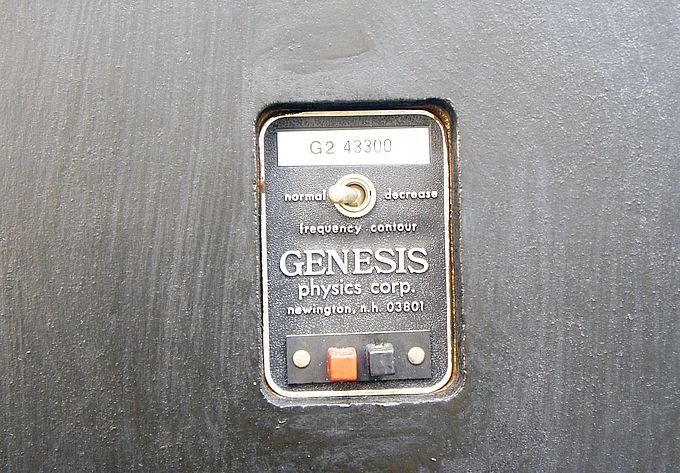 G2 43300
normal decrease
frequency contour
GENESIS
physics corp.
newington, n.h. 03801